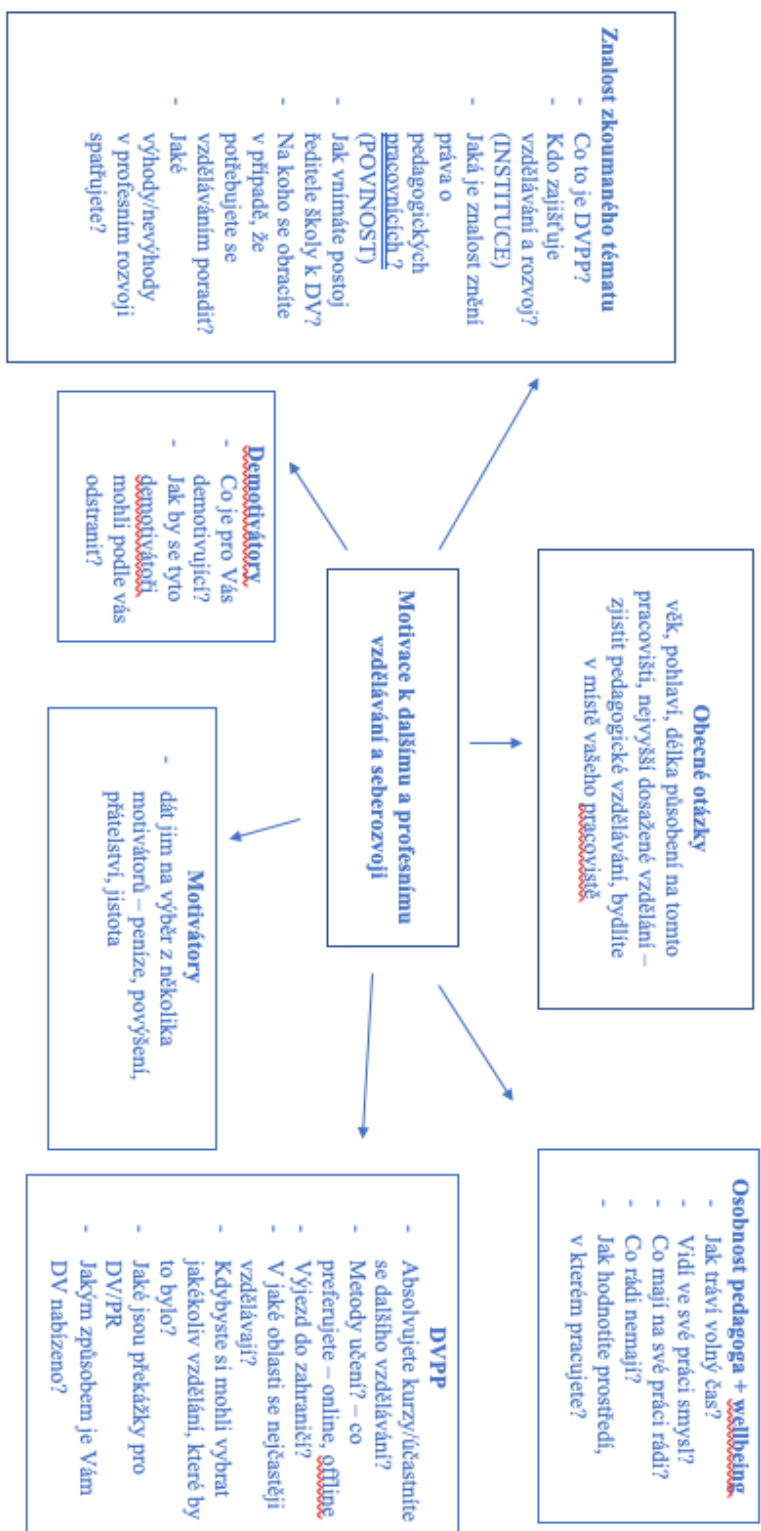 Znalost zkoumaného tématu
- Co to je DVPP?
- Kdo zajišťuje
vzdělávání a rozvoj?
(INSTITUCE)
- Jaká je znalost znění
práva o
pedagogických
pracovnících ?
(POVINOST)
- Jak vnímáte postoj
ředitele školy k DV?
- Na koho se obracíte
v případě, že
potřebujete se
vzděláváním poradit?
- Jaké
výhody/nevýhody
v profesním rozvoji
spatřujete?
Obecné otázky
věk, pohlaví, délka působení na tomto
pracovišti, nejvyšší dosažené vzdělání –
zjistit pedagogické vzdělávání, bydlíte
v místě vašeho pracovistě
Osobnost pedagoga + wellbeing
- Jak tráví volný čas?
- Vidí ve své práci smysl?
- Co mají na své práci rádi?
- Co rádi nemají?
- Jak hodnotíte prostředí,
v kterém pracujete?
Motivace k dalšímu a profesnímu
vzdělávání a seberozvoji
Demotivátory
- Co je pro Vás
demotivující?
- Jak by se tyto
demotivátoři
mohli podle vás
odstranit?
Motivátory
- dát jim na výběr z několika
motivátorů – peníze, povýšení,
přátelství, jistota
DVPP
- Absolvujete kurzy/účastníte
se dalšího vzdělávání?
- Metody učení? – co
preferujete – online, offline
- Výjezd do zahraničí?
- V jaké oblasti se nejčastěji
vzdělávají?
- Kdybyste si mohli vybrat
jakékoliv vzdělání, které by
to bylo?
- Jaké jsou překážky pro
DV/PR
- Jakým způsobem je Vám
DV nabízeno?